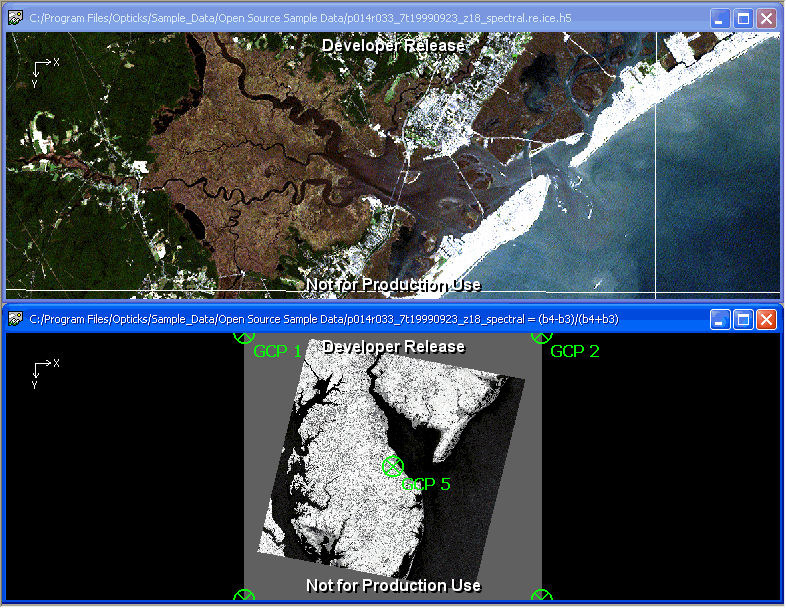 C:/Program Files/Opticks/Sample_Data/Open Source Sample Data/p014r033_7t19990923_z18_spectral.re.ice.h5
Developer Release
X
Y
Not for Production Use
C:/Program Files/Opticks/Sample_Data/Open Source Sample Data/p014r033_7t19990923_z18_spectral = (b4-b3)/(b4+b3)
Developer Release
GCP 1
GCP 2
X
Y
GCP 5
Not for Production Use